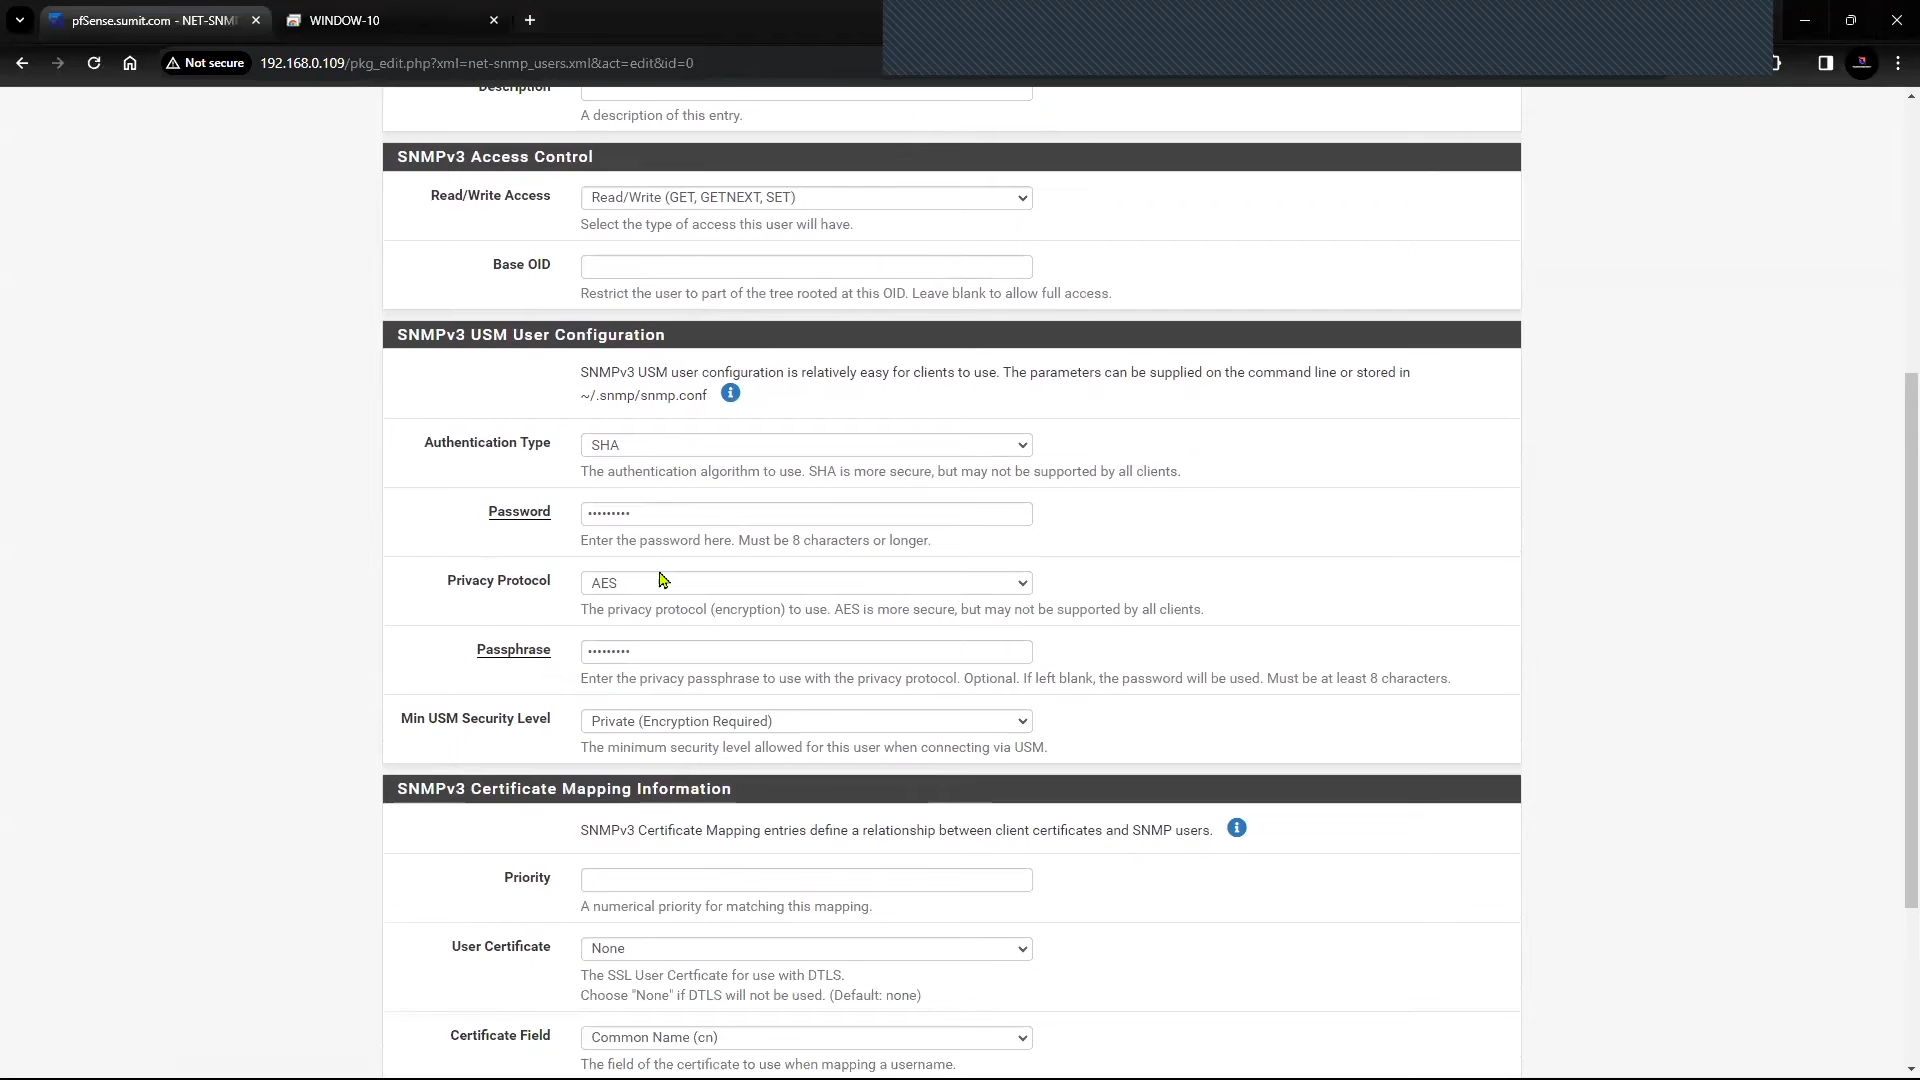 pfSense.sumit.com - NET-SNM
WINDOW-10
Not secure
192.168.0.109/pkg_edit.php?xml=net-snmp_users.xml&act=edit&id=0
Description
A description of this entry.
SNMPv3 Access Control
Read/Write Access
Read/Write (GET, GETNEXT, SET)
Select the type of access this user will have.
Base OID
Restrict the user to part of the tree rooted at this OID. Leave blank to allow full access.
SNMPv3 USM User Configuration
SNMPv3 USM user configuration is relatively easy for clients to use. The parameters can be supplied on the command line or stored in
~/.snmp/snmp.conf
Authentication Type
SHA
The authentication algorithm to use. SHA is more secure, but may not be supported by all clients.
Password
•••••••••
Enter the password here. Must be 8 characters or longer.
Privacy Protocol
AES
The privacy protocol (encryption) to use. AES is more secure, but may not be supported by all clients.
Passphrase
•••••••••
Enter the privacy passphrase to use with the privacy protocol. Optional. If left blank, the password will be used. Must be at least 8 characters.
Min USM Security Level
Private (Encryption Required)
The minimum security level allowed for this user when connecting via USM.
SNMPv3 Certificate Mapping Information
SNMPv3 Certificate Mapping entries define a relationship between client certificates and SNMP users.
Priority
A numerical priority for matching this mapping.
User Certificate
None
The SSL User Certficate for use with DTLS.
Choose "None" if DTLS will not be used. (Default: none)
Certificate Field
Common Name (cn)
The field of the certificate to use when mapping a username.